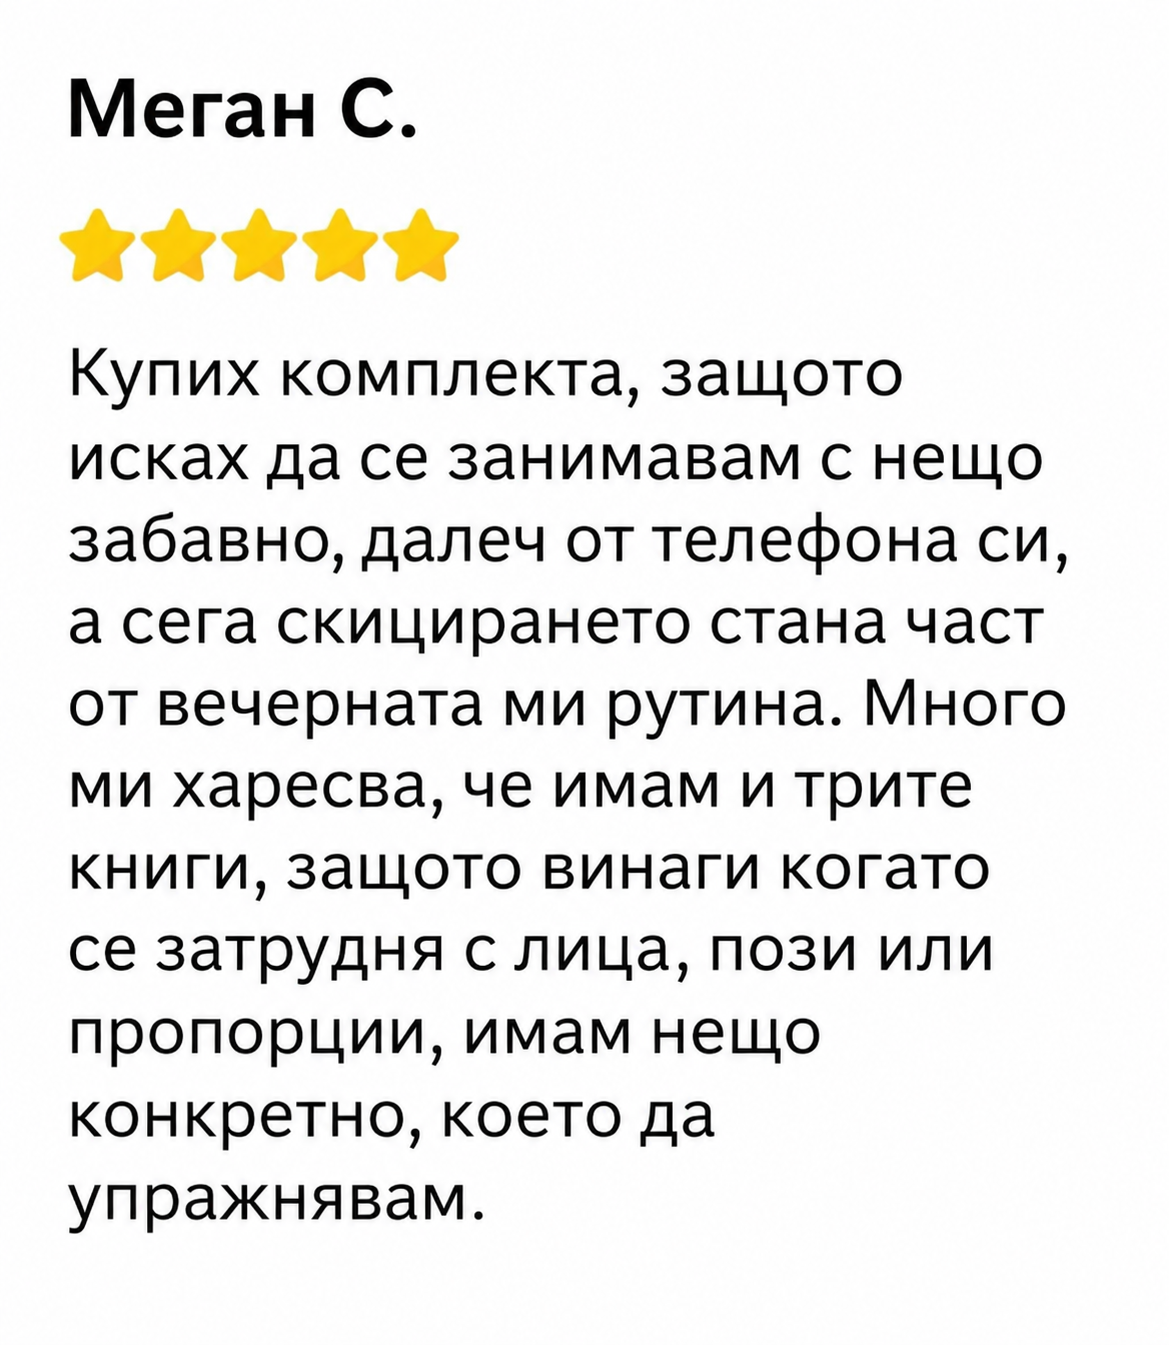 Меган С.
Купих комплекта, защото
исках да се занимавам с нещо
забавно, далеч от телефона си,
а сега скицирането стана част
от вечерната ми рутина. Много
ми харесва, че имам и трите
книги, защото винаги когато
се затрудня с лица, пози или
пропорции, имам нещо
конкретно, което да
упражнявам.